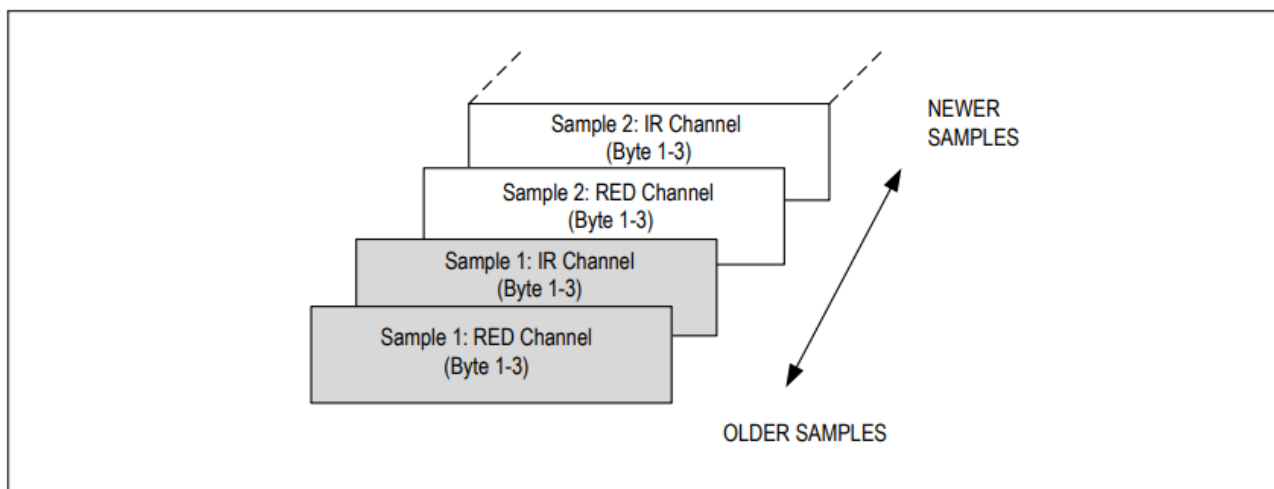 Sample 2: IR Channel
(Byte 1-3)
NEWER
SAMPLES
Sample 2: RED Channel
(Byte 1-3)
Sample 1: IR Channel
(Byte 1-3)
Sample 1: RED Channel
(Byte 1-3)
OLDER SAMPLES